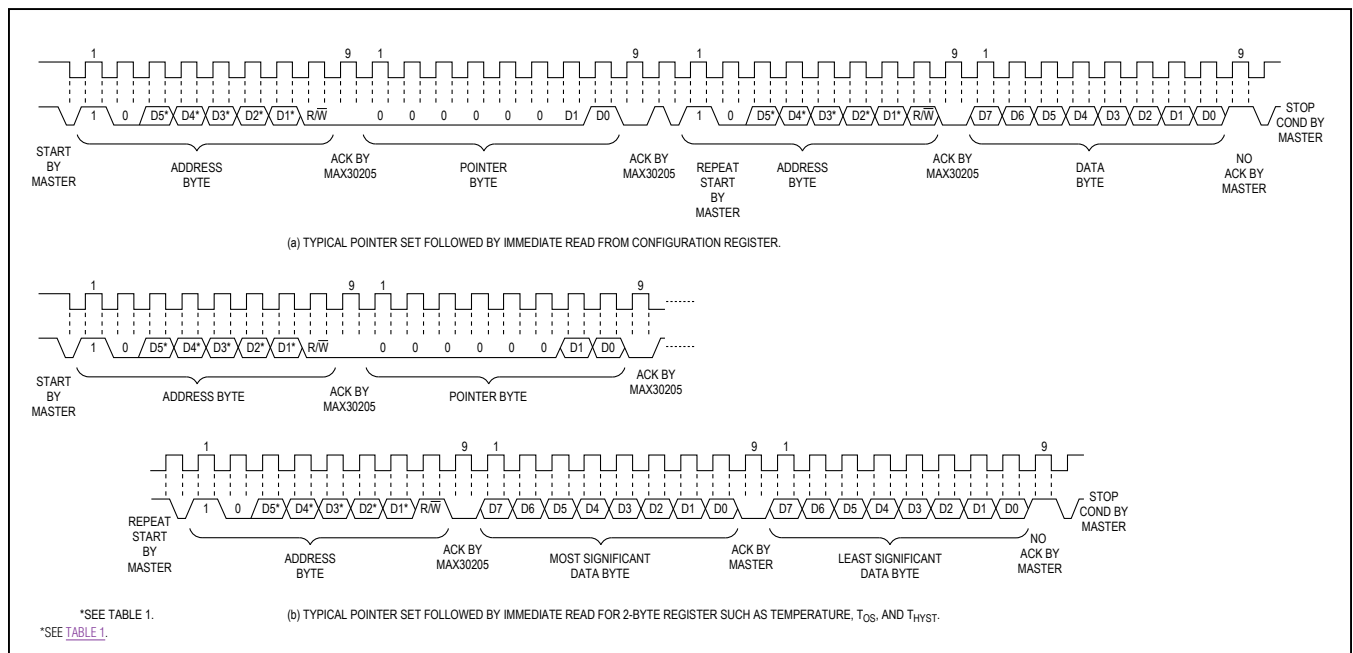 1 9 1 9 1 9 1 9
1 0 D5* D4* D3* D2* D1* R/W̅ 0 0 0 0 0 0 D1 D0 1 0 D5* D4* D3* D2* D1* R/W̅ D7 D6 D5 D4 D3 D2 D1 D0
STOP
COND BY
MASTER
START
BY
MASTER
ADDRESS
BYTE
ACK BY
MAX30205
POINTER
BYTE
ACK BY
MAX30205
REPEAT
START
BY
MASTER
ADDRESS
BYTE
ACK BY
MAX30205
DATA
BYTE
NO
ACK BY
MASTER
(a) TYPICAL POINTER SET FOLLOWED BY IMMEDIATE READ FROM CONFIGURATION REGISTER.
1 9 1 9
1 0 D5* D4* D3* D2* D1* R/W̅ 0 0 0 0 0 0 D1 D0
START
BY
MASTER
ADDRESS BYTE
ACK BY
MAX30205
POINTER BYTE
ACK BY
MAX30205
1 9 1 9 1 9
1 0 D5* D4* D3* D2* D1* R/W̅ D7 D6 D5 D4 D3 D2 D1 D0 D7 D6 D5 D4 D3 D2 D1 D0
STOP
COND BY
MASTER
REPEAT
START
BY
MASTER
ADDRESS
BYTE
ACK BY
MAX30205
MOST SIGNIFICANT
DATA BYTE
ACK BY
MASTER
LEAST SIGNIFICANT
DATA BYTE
NO
ACK BY
MASTER
*SEE TABLE 1.
(b) TYPICAL POINTER SET FOLLOWED BY IMMEDIATE READ FOR 2-BYTE REGISTER SUCH AS TEMPERATURE, TOS, AND THYST.
*SEE TABLE 1.